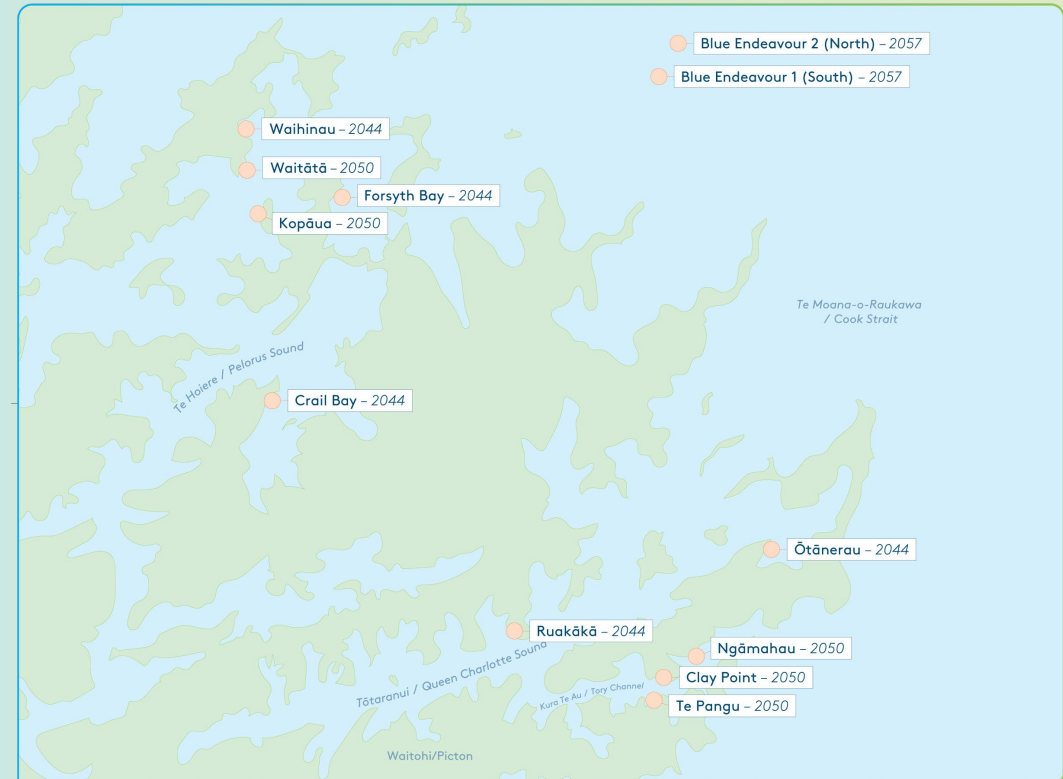 Blue Endeavour 2 (North) – 2057
Blue Endeavour 1 (South) – 2057
Waihinau – 2044
Waitātā – 2050
Forsyth Bay – 2044
Kopāua – 2050
Te Moana-o-Raukawa
/ Cook Strait
Te Hoiere / Pelorus Sound
Crail Bay – 2044
Ōtānerau – 2044
Ruakākā – 2044
Ngāmahau – 2050
Tōtaranui / Queen Charlotte Sound
Clay Point – 2050
Kura Te Au / Tory Channel
Te Pangu – 2050
Waitohi/Picton